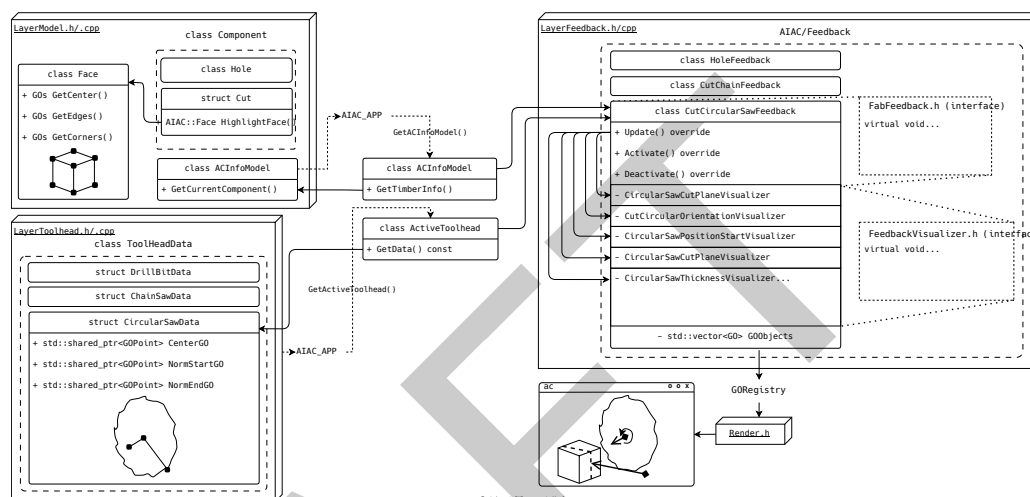 LayerModel.h/.cpp
class Component
class Hole
class Face
+ GOs GetCenter()
+ GOs GetEdges()
+ GOs GetCorners()
struct Cut
AIAC::Face HighlightFace()
class ACInfoModel
+ GetCurrentComponent()
AIAC_APP
GetACInfoModel()
class ACInfoModel
+ GetTimberInfo()
class ActiveToolhead
+ GetData() const
GetActiveToolhead()
AIAC_APP
LayerToolhead.h/.cpp
class ToolHeadData
struct DrillBitData
struct ChainSawData
struct CircularSawData
+ std::shared_ptr<GOPoint> CenterGO
+ std::shared_ptr<GOPoint> NormStartGO
+ std::shared_ptr<GOPoint> NormEndGO
LayerFeedback.h/cpp
AIAC/Feedback
class HoleFeedback
class CutChainFeedback
class CutCircularSawFeedback
+ Update() override
+ Activate() override
+ Deactivate() override
- CircularSawCutPlaneVisualizer
- CutCircularOrientationVisualizer
- CircularSawPositionStartVisualizer
- CircularSawCutPlaneVisualizer
- CircularSawThicknessVisualizer...
- std::vector<GO> GOObjects
FabFeedback.h (interface)
virtual void...
FeedbackVisualizer.h (interfac
virtual void...
GORegistry
Render.h
ac
o o x